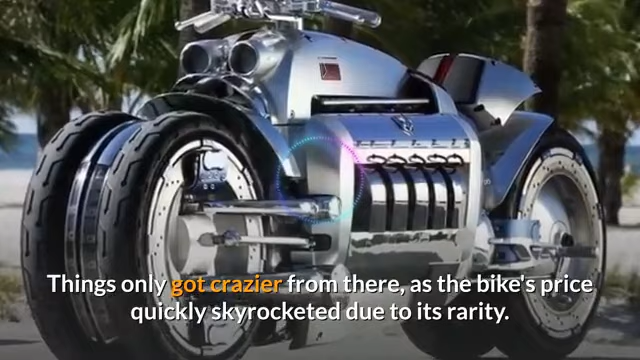 Things only got crazier from there, as the bike's price
quickly skyrocketed due to its rarity.